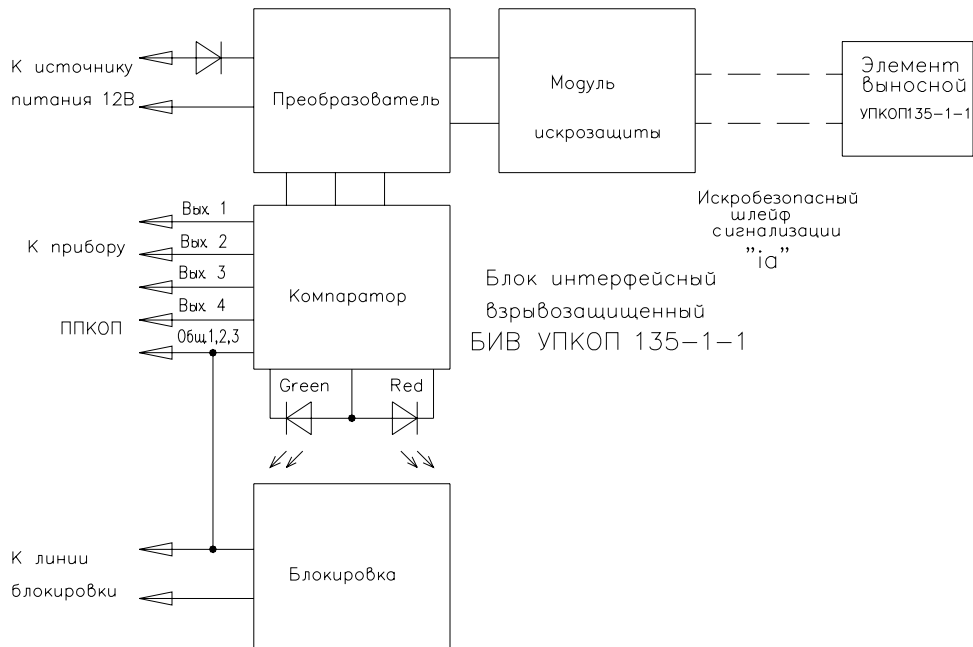 К источнику
питания 12В
Преобразователь
Модуль
искрозащиты
Элемент
выносной
УПКОП135-1-1
Искробезопасный
шлейф
сигнализации
"ia"
К прибору
ППКОП
Вых. 1
Вых. 2
Вых. 3
Вых. 4
Общ.1,2,3
Компаратор
Блок интерфейсный
взрывозащищенный
БИВ УПКОП 135-1-1
Green
Red
К линии
блокировки
Блокировка